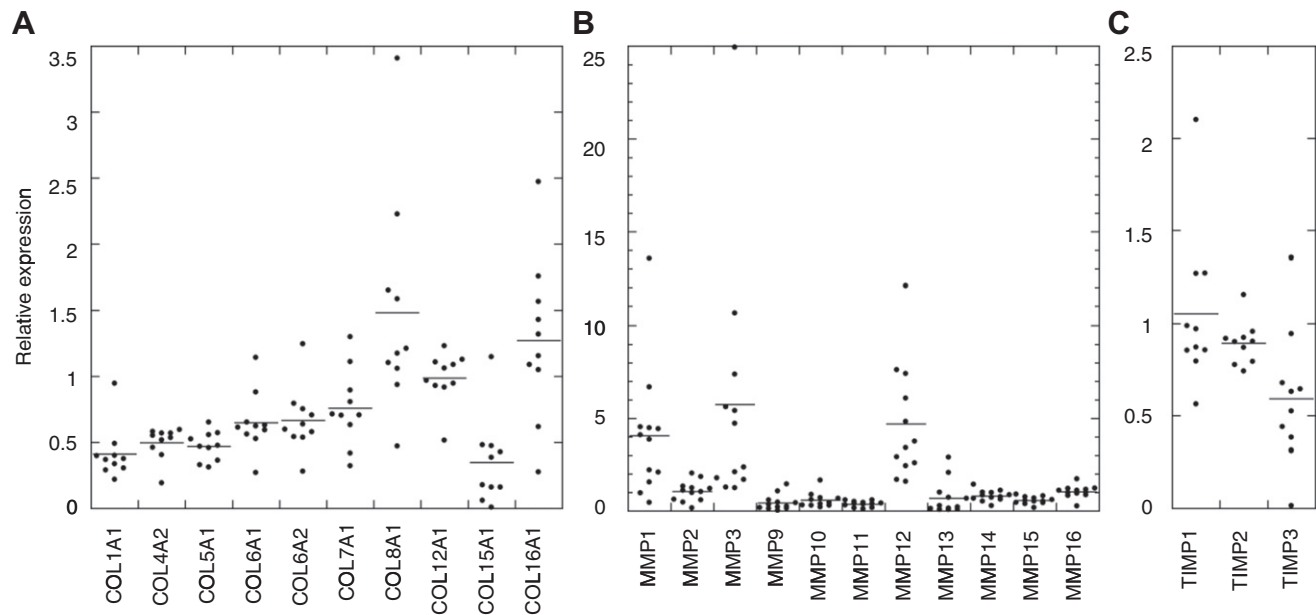 A
B
C
Relative expression
3.5
3
2.5
2
1.5
1
0.5
0
COL1A1
COL4A2
COL5A1
COL6A1
COL6A2
COL7A1
COL8A1
COL12A1
COL15A1
COL16A1
25
20
15
10
5
0
MMP1
MMP2
MMP3
MMP9
MMP10
MMP11
MMP12
MMP13
MMP14
MMP15
MMP16
2.5
2
1.5
1
0.5
0
TIMP1
TIMP2
TIMP3